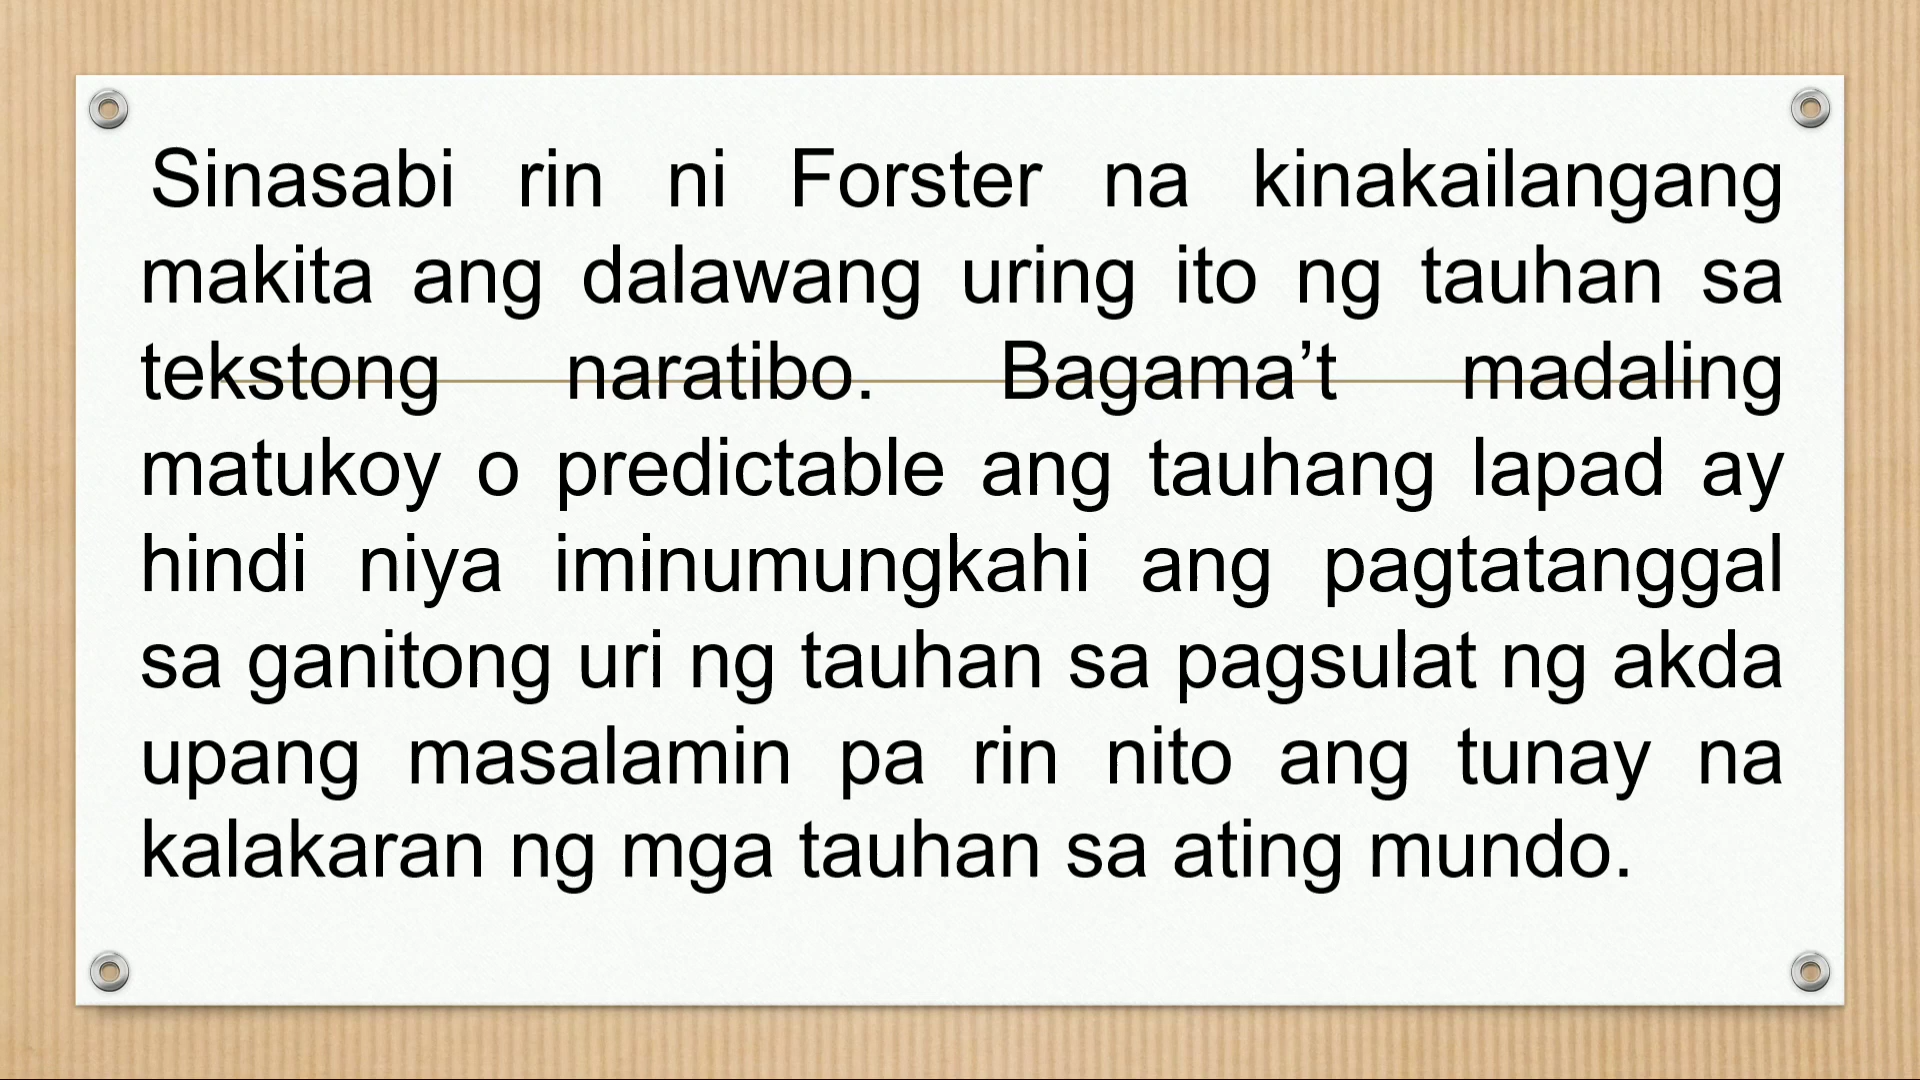 Sinasabi rin ni Forster na kinakailangang
makita ang dalawang uring ito ng tauhan sa
tekstong naratibo. Bagama’t madaling
matukoy o predictable ang tauhang lapad ay
hindi niya iminumungkahi ang pagtatanggal
sa ganitong uri ng tauhan sa pagsulat ng akda
upang masalamin pa rin nito ang tunay na
kalakaran ng mga tauhan sa ating mundo.